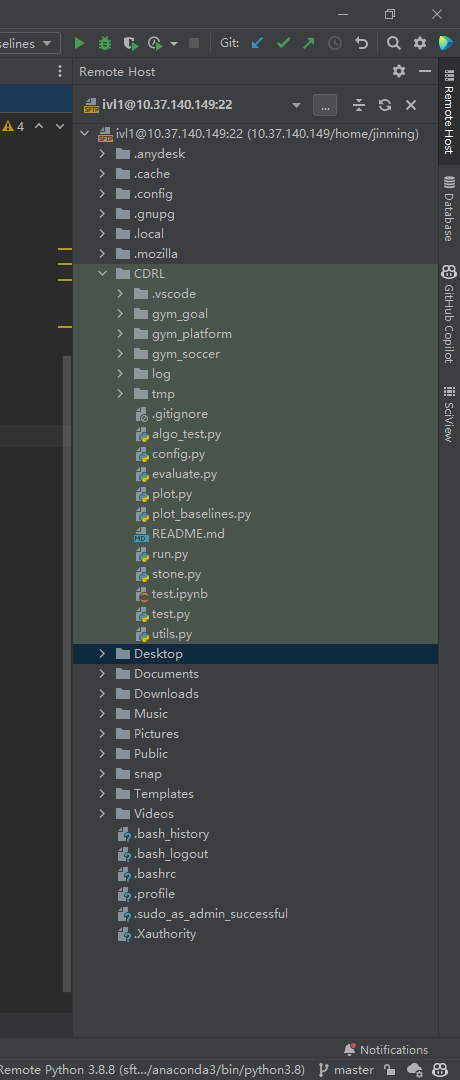 selines
Git:
Remote Host
4
ivl1@10.37.140.149:22
...
ivl1@10.37.140.149:22 (10.37.140.149/home/jinming)
.anydesk
.cache
.config
.gnupg
.local
.mozilla
CDRL
.vscode
gym_goal
gym_platform
gym_soccer
log
tmp
.gitignore
algo_test.py
config.py
evaluate.py
plot.py
plot_baselines.py
README.md
run.py
stone.py
test.ipynb
test.py
utils.py
Desktop
Documents
Downloads
Music
Pictures
Public
snap
Templates
Videos
.bash_history
.bash_logout
.bashrc
.profile
.sudo_as_admin_successful
.Xauthority
Remote Host
Database
GitHub Copilot
SciView
Notifications
Remote Python 3.8.8 (sft.../anaconda3/bin/python3.8)
master